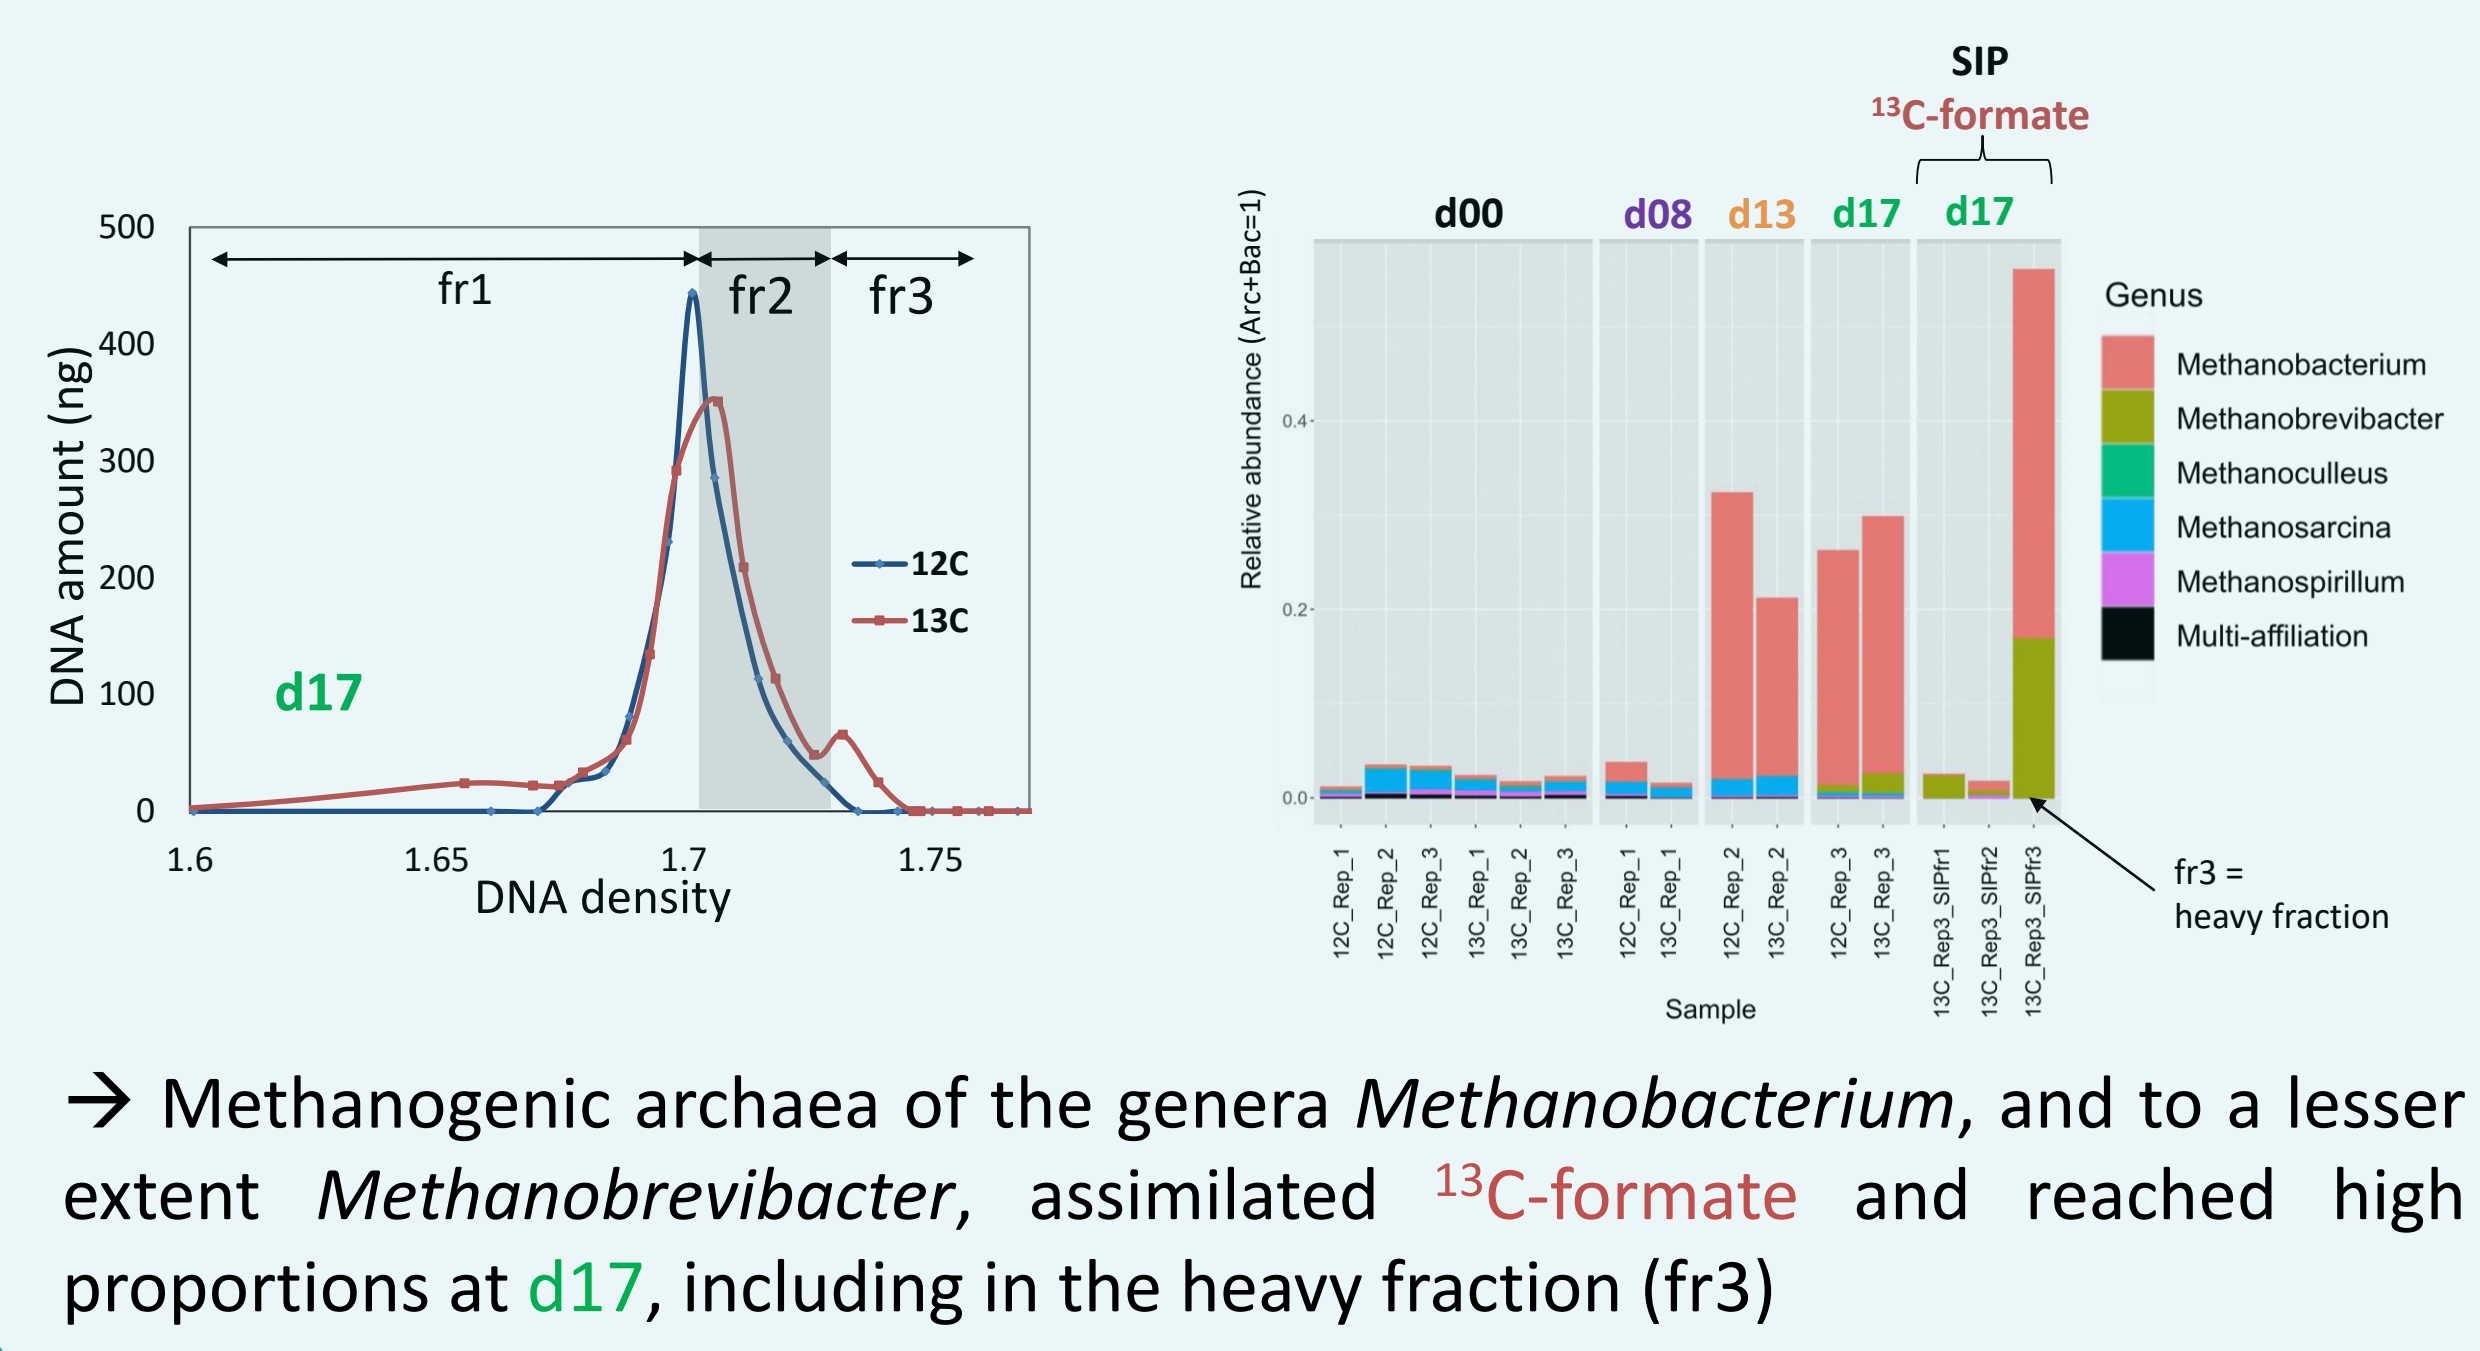 500
400
300
200
100
0
DNA amount (ng)
fr1
fr2
fr3
12C
13C
d17
1.6
1.65
1.7
1.75
DNA density
SIP
¹³C-formate
d00
d08
d13
d17
d17
Relative abundance (Arc+Bac=1)
0.4
0.2
0.0
12C_Rep_1
12C_Rep_2
12C_Rep_3
13C_Rep_1
13C_Rep_2
13C_Rep_3
12C_Rep_1
13C_Rep_1
12C_Rep_2
13C_Rep_2
12C_Rep_3
13C_Rep_3
13C_Rep3_SIPfr1
13C_Rep3_SIPfr2
13C_Rep3_SIPfr3
Sample
Genus
Methanobacterium
Methanobrevibacter
Methanoculleus
Methanosarcina
Methanospirillum
Multi-affiliation
fr3 =
heavy fraction
→ Methanogenic archaea of the genera Methanobacterium, and to a lesser
extent Methanobrevibacter, assimilated ¹³C-formate and reached high
proportions at d17, including in the heavy fraction (fr3)